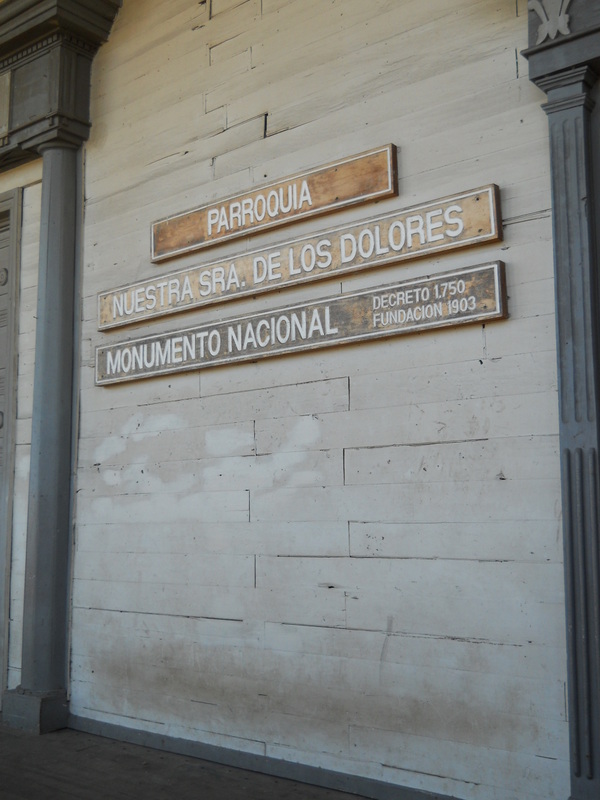 PARROQUIA
NUESTRA SRA. DE LOS DOLORES
MONUMENTO NACIONAL
DECRETO 1.750
FUNDACION 1903